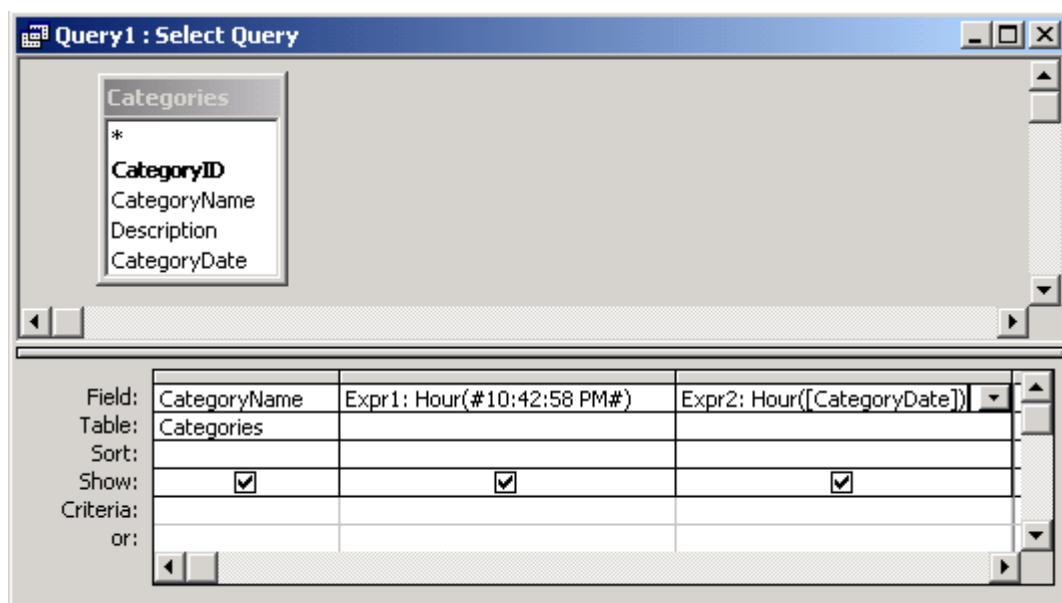 Query1 : Select Query
Categories
*
CategoryID
CategoryName
Description
CategoryDate
Field: CategoryName Expr1: Hour(#10:42:58 PM#) Expr2: Hour([CategoryDate])
Table: Categories
Sort:
Show:
Criteria:
or: